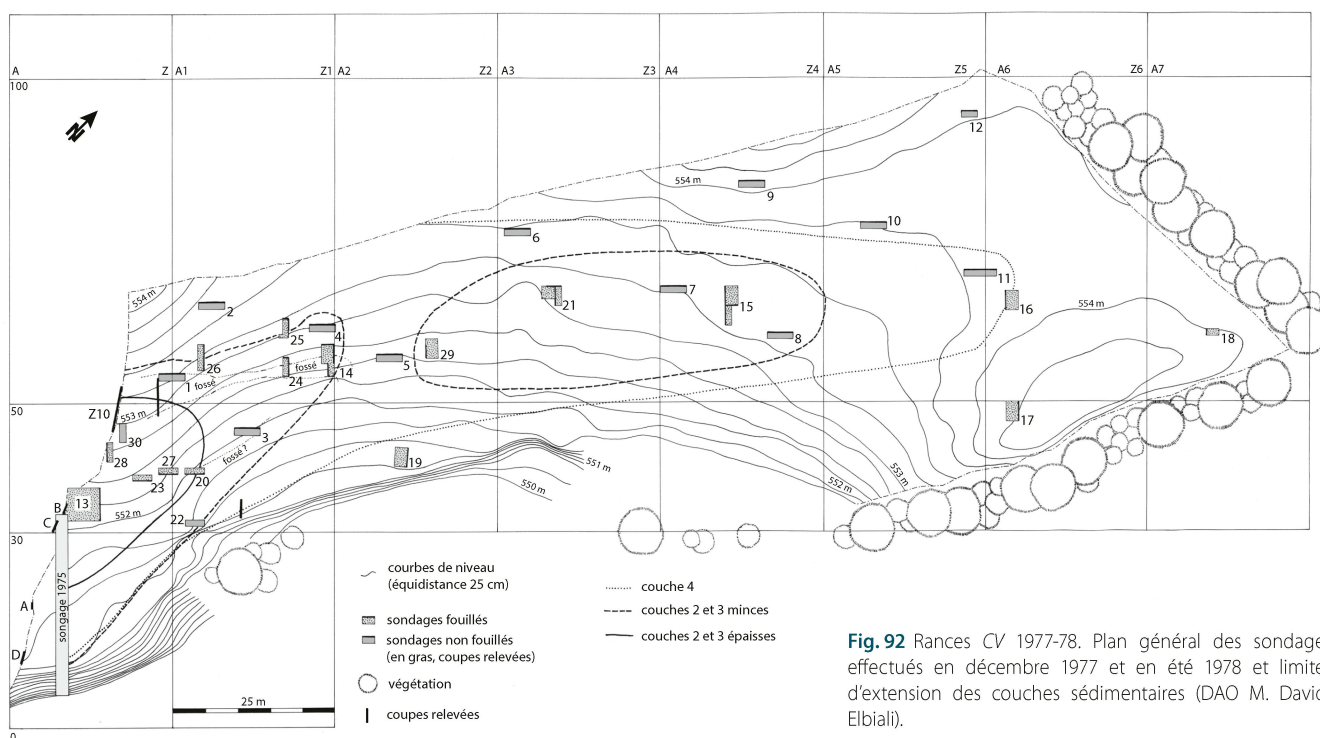 A Z A1 Z1 A2 Z2 A3 Z3 A4 Z4 A5 Z5 A6 Z6 A7
100
N
12
554 m
9
10
6
11
554 m
2
7
15
16
21
25
4
8
554 m
18
26
fossé
29
5
1 fossé
24
14
50
Z10
553 m
17
30
3
28
27
fossé ?
19
551 m
553 m
23
20
550 m
552 m
13
B
552 m
C
22
30
songage 1975
A
D
25 m
0
courbes de niveau
(équidistance 25 cm)
sondages fouillés
sondages non fouillés
(en gras, coupes relevées)
végétation
coupes relevées
couche 4
couches 2 et 3 minces
couches 2 et 3 épaisses
Fig. 92 Rances CV 1977-78. Plan général des sondage
effectués en décembre 1977 et en été 1978 et limite
d'extension des couches sédimentaires (DAO M. David
Elbiali).